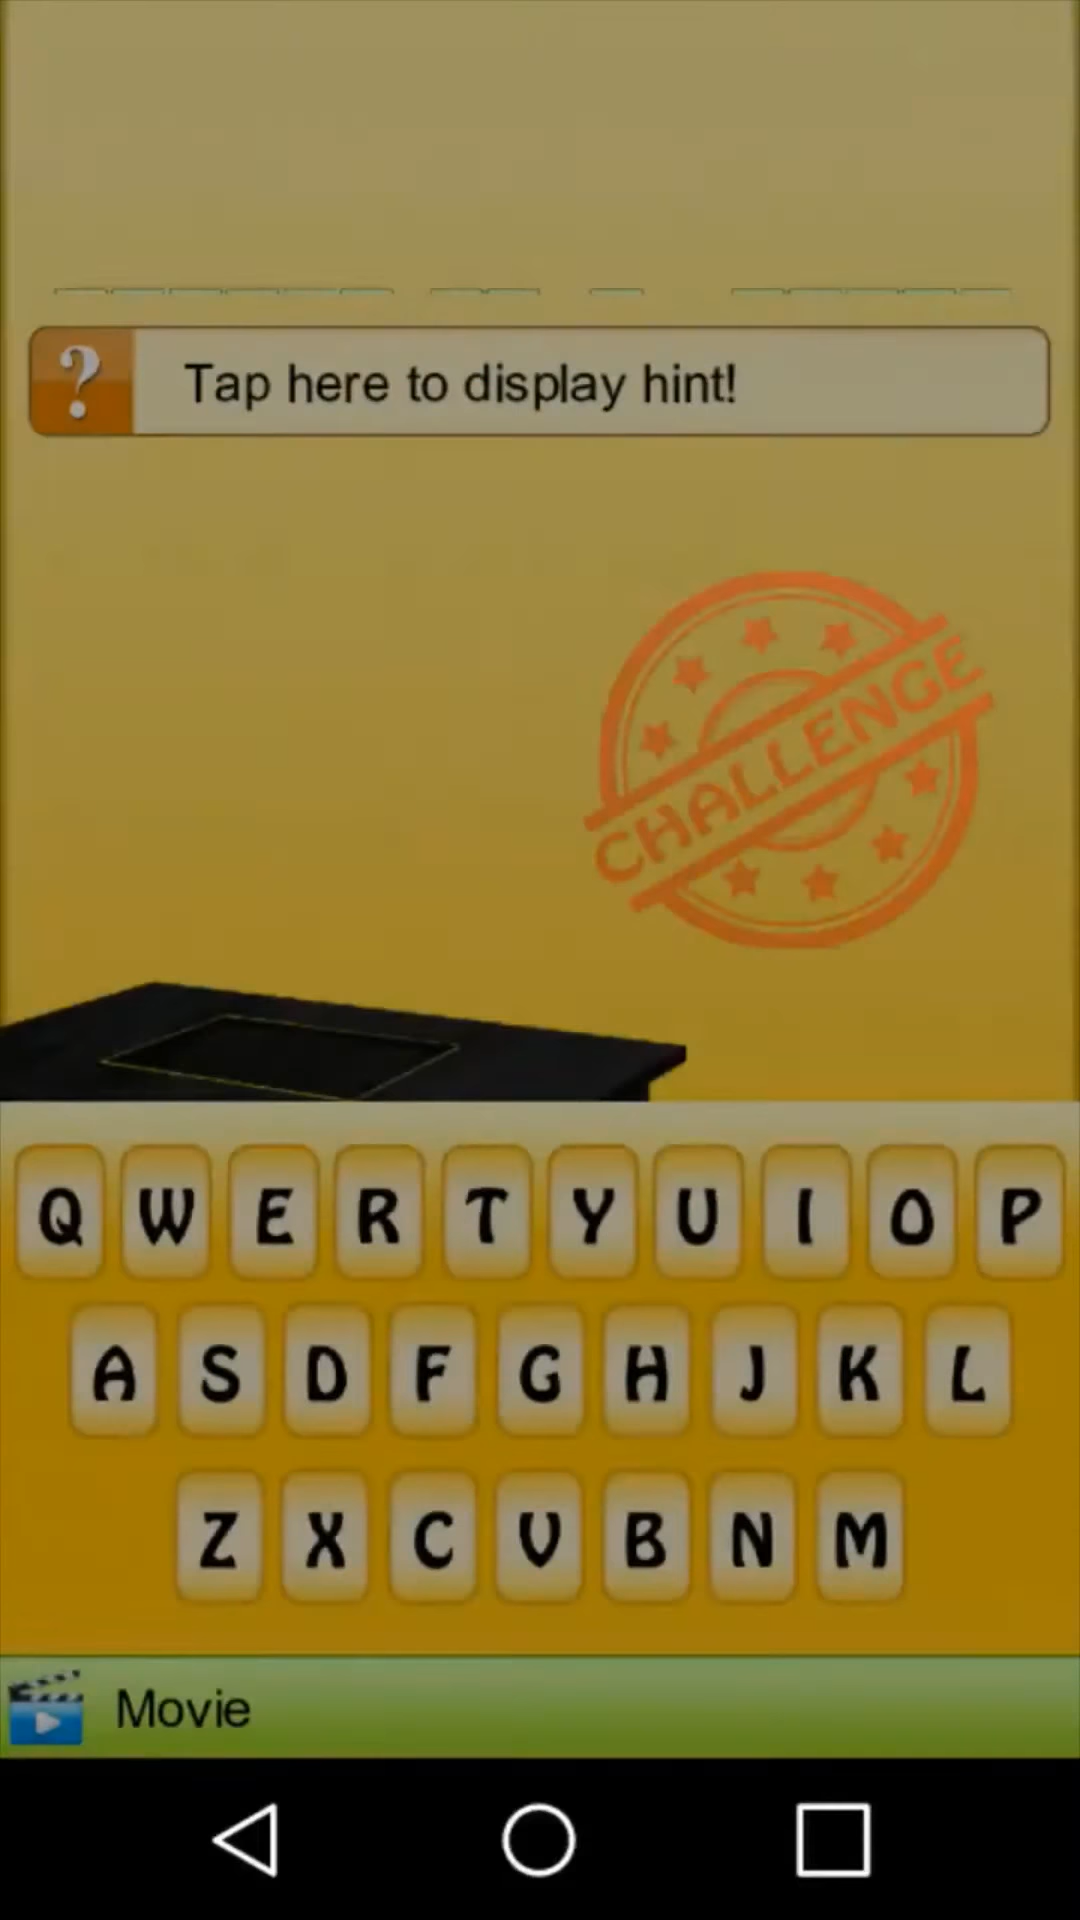 ?
Tap here to display hint!
CHALLENGE
Q W E R T Y U I O P
A S D F G H J K L
Z X C V B N M
Movie